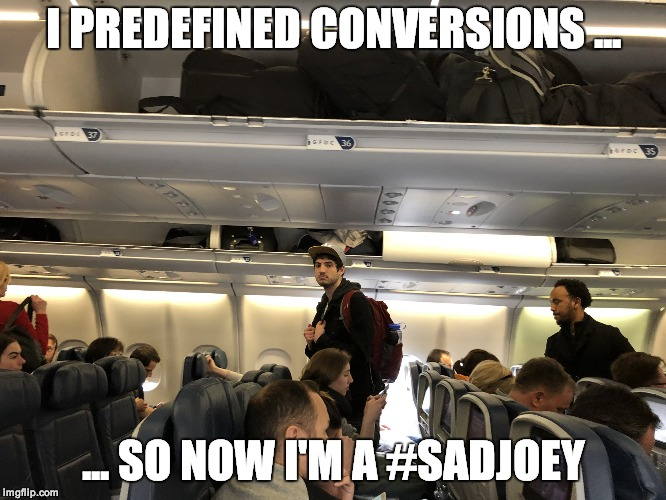 I PREDEFINED CONVERSIONS ...
37
36
35
... SO NOW I'M A #SADJOEY
imgflip.com